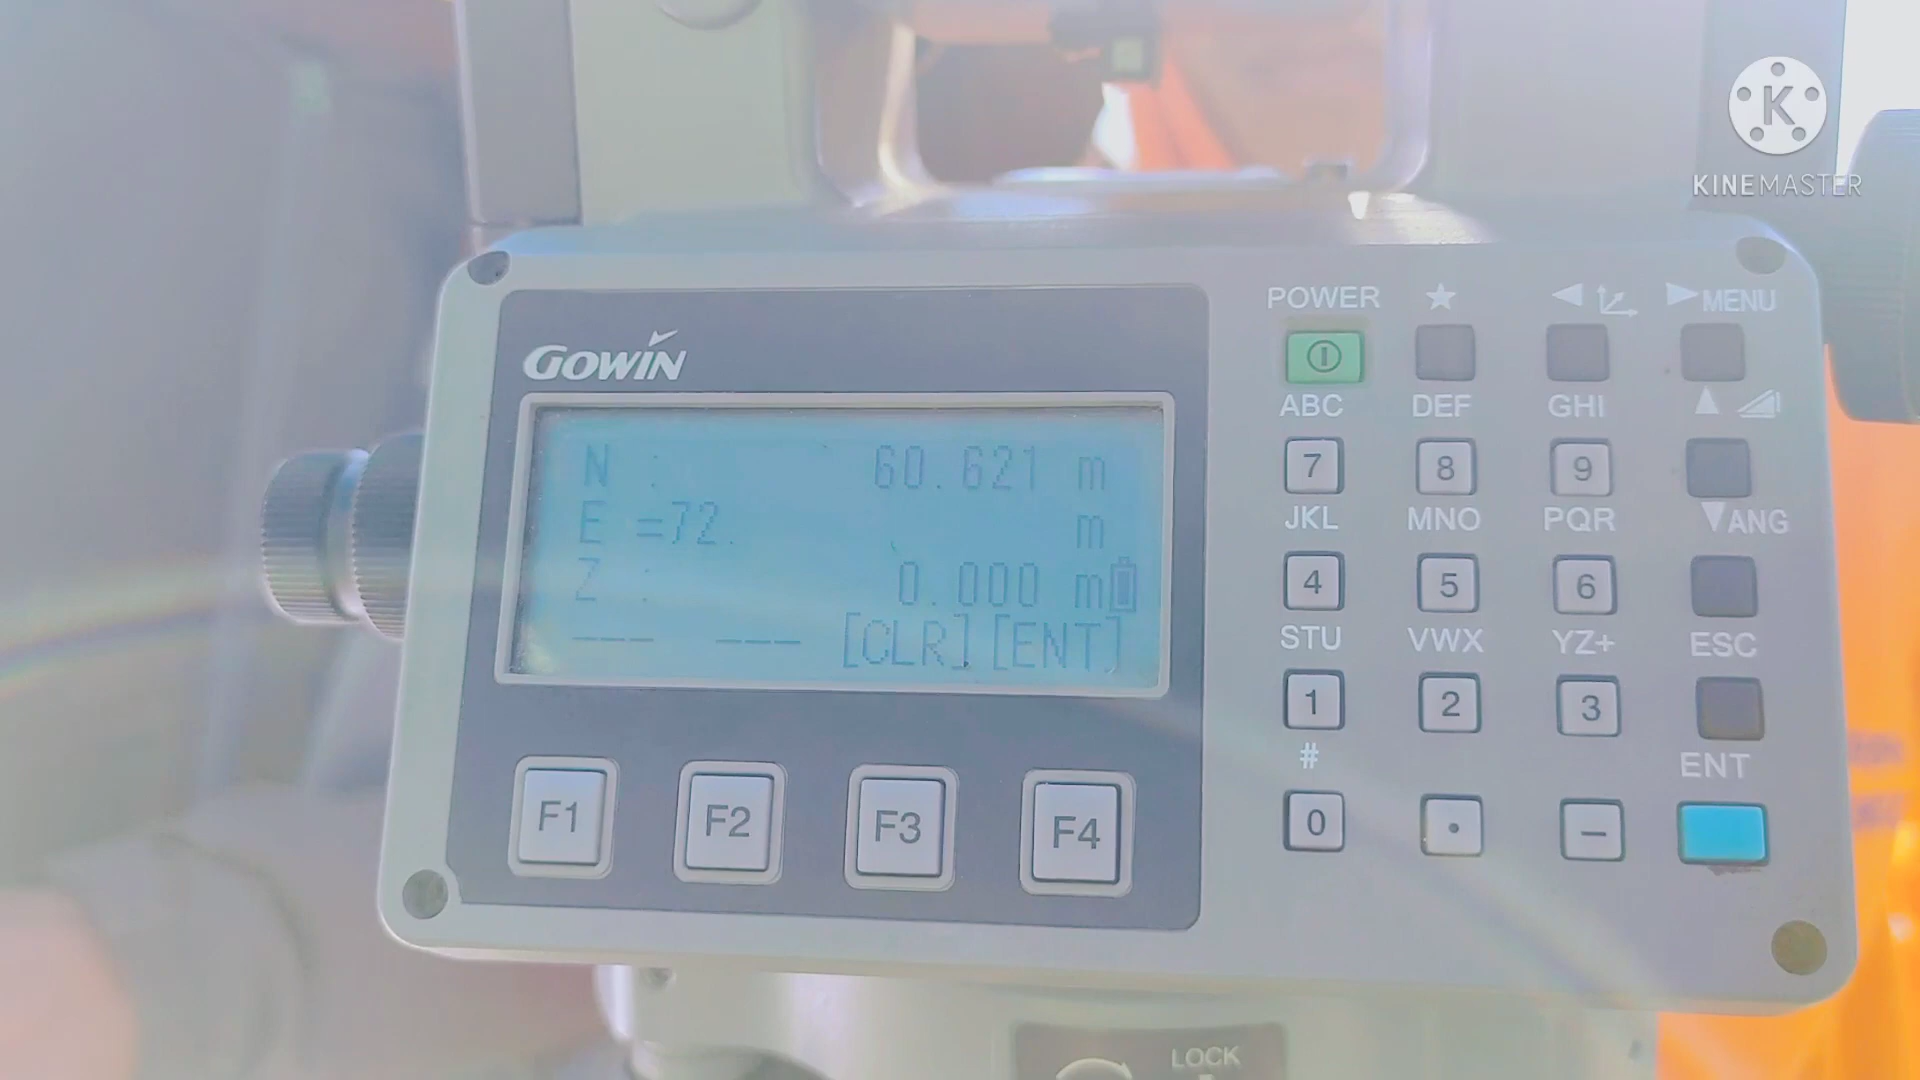 K
KINEMASTER
POWER ★ ◀ ▶ MENU
GOWIN
ABC DEF GHI ▲
N : 60.621 m
7 8 9
E =72. m
JKL MNO PQR ▼ANG
Z : 0.000 m
4 5 6
--- --- [CLR] [ENT]
STU VWX YZ+ ESC
1 2 3
# ENT
F1 F2 F3 F4
0 . –
LOCK